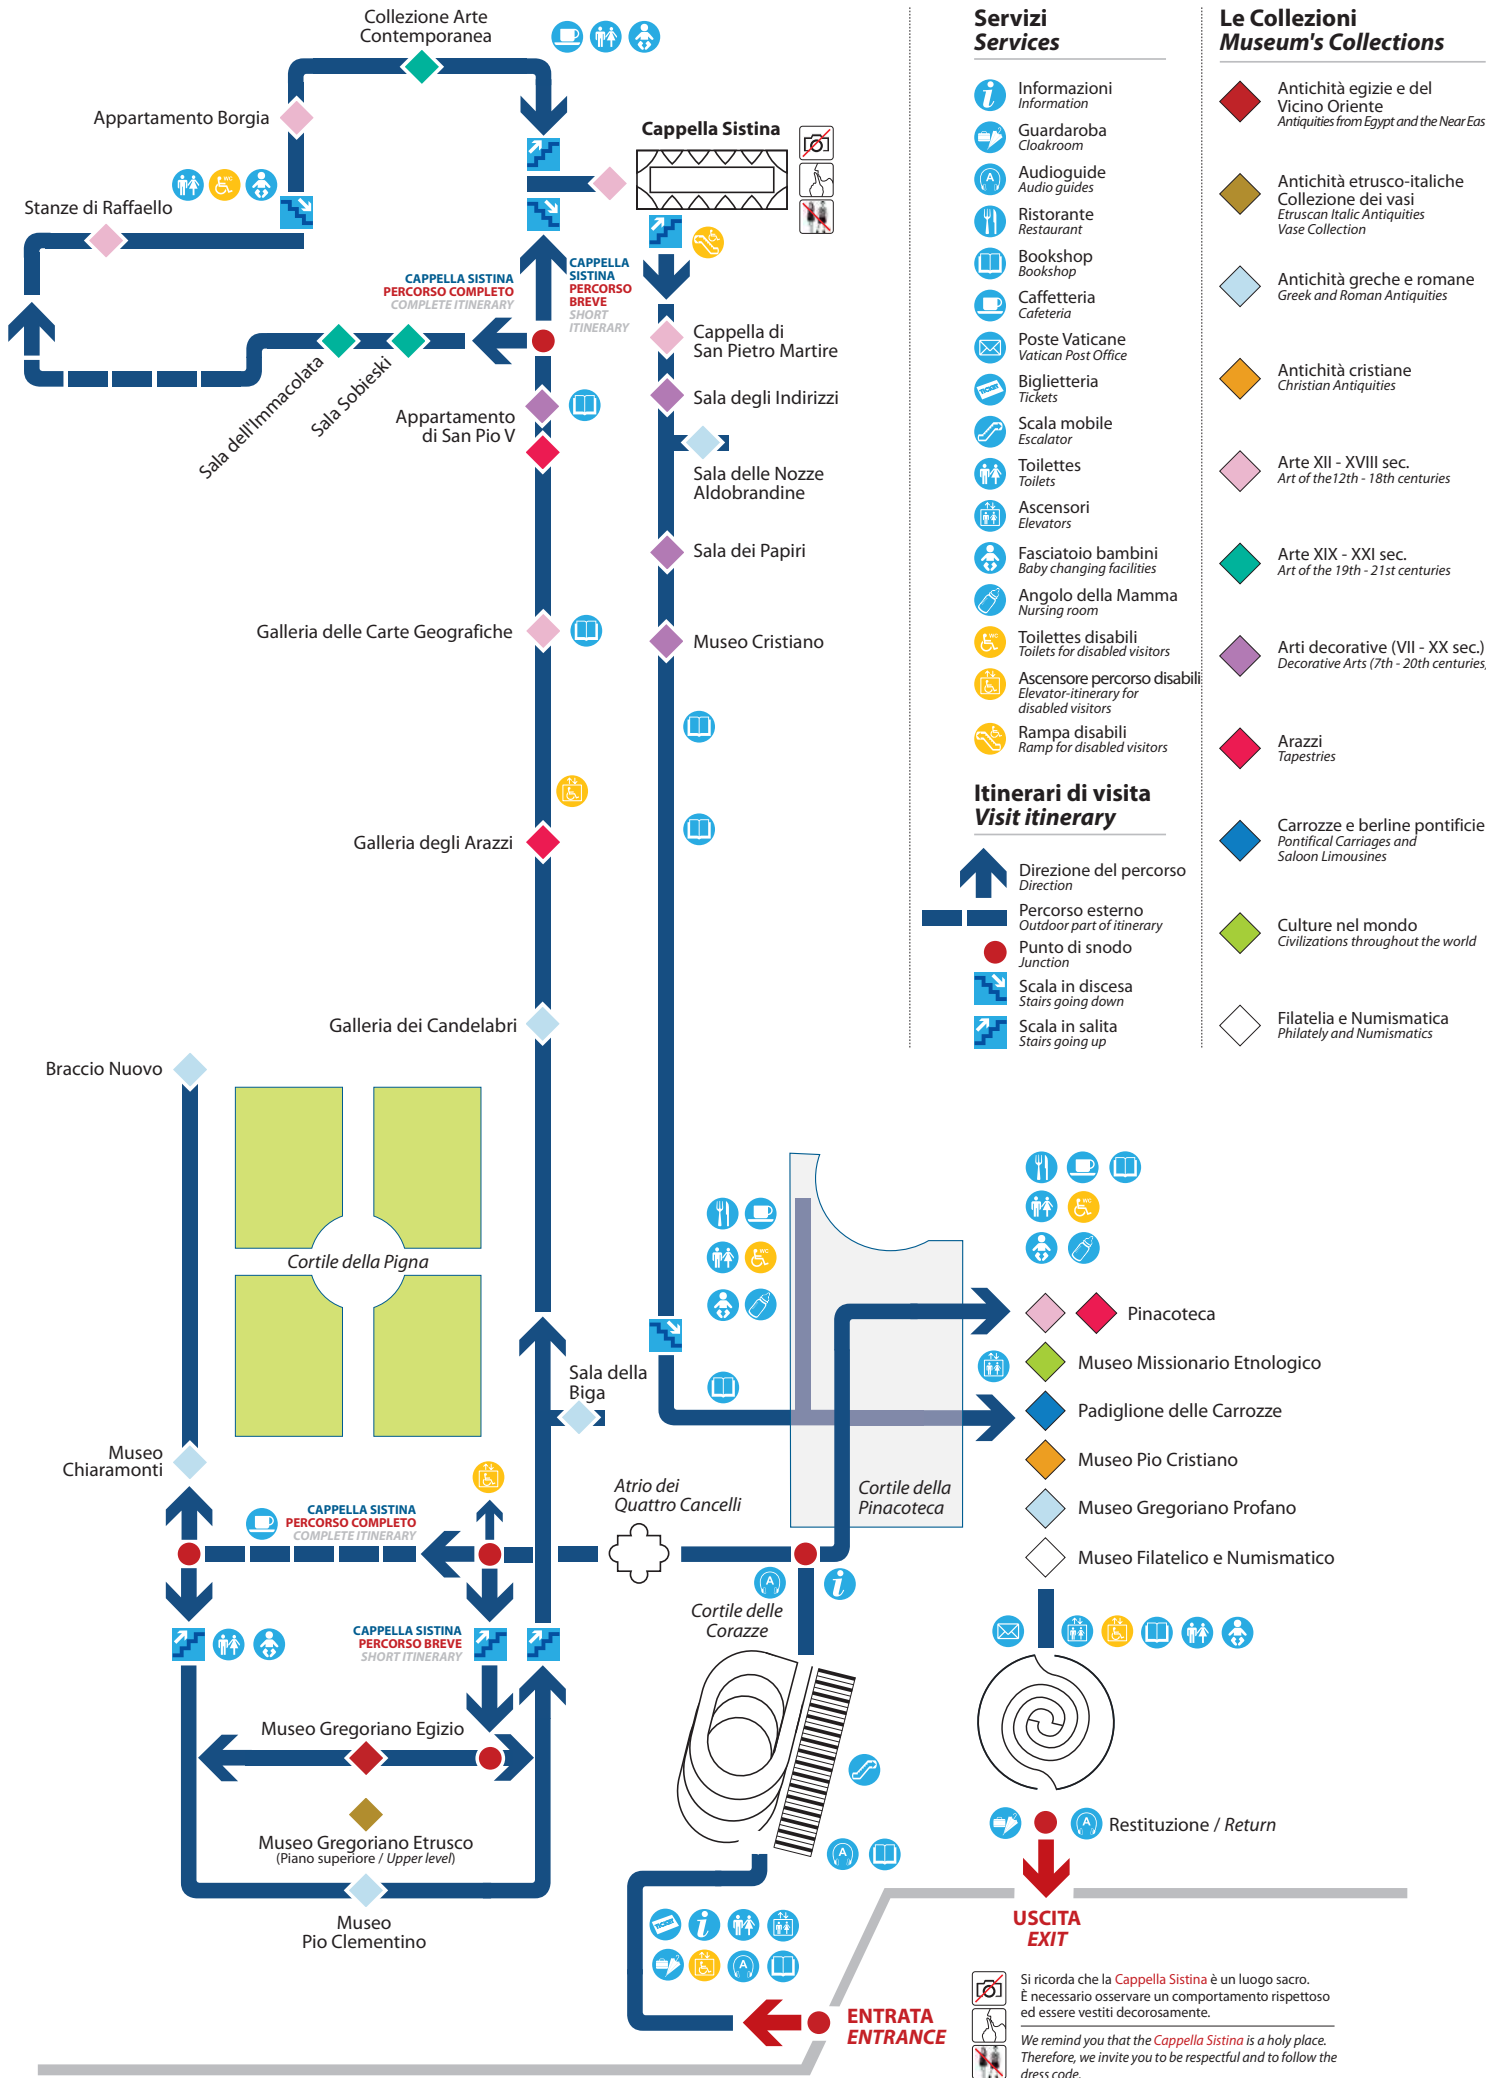 Collezione Arte
Contemporanea
Appartamento Borgia
Stanze di Raffaello
Cappella Sistina
CAPPELLA SISTINA
PERCORSO COMPLETO
COMPLETE ITINERARY
CAPPELLA
SISTINA
PERCORSO
BREVE
SHORT
ITINERARY
Sala dell'Immacolata
Sala Sobieski
Appartamento
di San Pio V
Cappella di
San Pietro Martire
Sala degli Indirizzi
Sala delle Nozze
Aldobrandine
Sala dei Papiri
Galleria delle Carte Geografiche
Museo Cristiano
Galleria degli Arazzi
Galleria dei Candelabri
Braccio Nuovo
Cortile della Pigna
Sala della
Biga
Museo
Chiaramonti
CAPPELLA SISTINA
PERCORSO COMPLETO
COMPLETE ITINERARY
Atrio dei
Quattro Cancelli
Cortile della
Pinacoteca
CAPPELLA SISTINA
PERCORSO BREVE
SHORT ITINERARY
Cortile delle
Corazze
Museo Gregoriano Egizio
Museo Gregoriano Etrusco
(Piano superiore / Upper level)
Museo
Pio Clementino
Pinacoteca
Museo Missionario Etnologico
Padiglione delle Carrozze
Museo Pio Cristiano
Museo Gregoriano Profano
Museo Filatelico e Numismatico
Restituzione / Return
USCITA
EXIT
ENTRATA
ENTRANCE
Si ricorda che la Cappella Sistina è un luogo sacro.
È necessario osservare un comportamento rispettoso
ed essere vestiti decorosamente.
We remind you that the Cappella Sistina is a holy place.
Therefore, we invite you to be respectful and to follow the
dress code.
Servizi
Services
Informazioni
Information
Guardaroba
Cloakroom
Audioguide
Audio guides
Ristorante
Restaurant
Bookshop
Bookshop
Caffetteria
Cafeteria
Poste Vaticane
Vatican Post Office
Biglietteria
Tickets
Scala mobile
Escalator
Toilettes
Toilets
Ascensori
Elevators
Fasciatoio bambini
Baby changing facilities
Angolo della Mamma
Nursing room
Toilettes disabili
Toilets for disabled visitors
Ascensore percorso disabili
Elevator-itinerary for
disabled visitors
Rampa disabili
Ramp for disabled visitors
Itinerari di visita
Visit itinerary
Direzione del percorso
Direction
Percorso esterno
Outdoor part of itinerary
Punto di snodo
Junction
Scala in discesa
Stairs going down
Scala in salita
Stairs going up
Le Collezioni
Museum's Collections
Antichità egizie e del
Vicino Oriente
Antiquities from Egypt and the Near Eas
Antichità etrusco-italiche
Collezione dei vasi
Etruscan Italic Antiquities
Vase Collection
Antichità greche e romane
Greek and Roman Antiquities
Antichità cristiane
Christian Antiquities
Arte XII - XVIII sec.
Art of the12th - 18th centuries
Arte XIX - XXI sec.
Art of the 19th - 21st centuries
Arti decorative (VII - XX sec.)
Decorative Arts (7th - 20th centuries)
Arazzi
Tapestries
Carrozze e berline pontificie
Pontifical Carriages and
Saloon Limousines
Culture nel mondo
Civilizations throughout the world
Filatelia e Numismatica
Philately and Numismatics